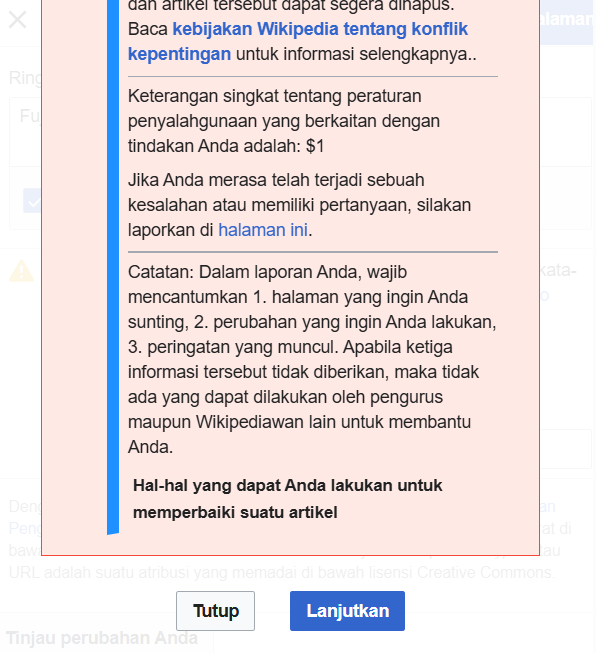 dan artikel tersebut dapat segera dihapus.
Baca kebijakan Wikipedia tentang konflik
kepentingan untuk informasi selengkapnya..
Keterangan singkat tentang peraturan
penyalahgunaan yang berkaitan dengan
tindakan Anda adalah: $1
Jika Anda merasa telah terjadi sebuah
kesalahan atau memiliki pertanyaan, silakan
laporkan di halaman ini.
Catatan: Dalam laporan Anda, wajib
mencantumkan 1. halaman yang ingin Anda
sunting, 2. perubahan yang ingin Anda lakukan,
3. peringatan yang muncul. Apabila ketiga
informasi tersebut tidak diberikan, maka tidak
ada yang dapat dilakukan oleh pengurus
maupun Wikipediawan lain untuk membantu
Anda.
Hal-hal yang dapat Anda lakukan untuk
memperbaiki suatu artikel
URL adalah suatu atribusi yang memadai di bawah lisensi Creative Commons.
Tutup
Lanjutkan
Tinjau perubahan Anda